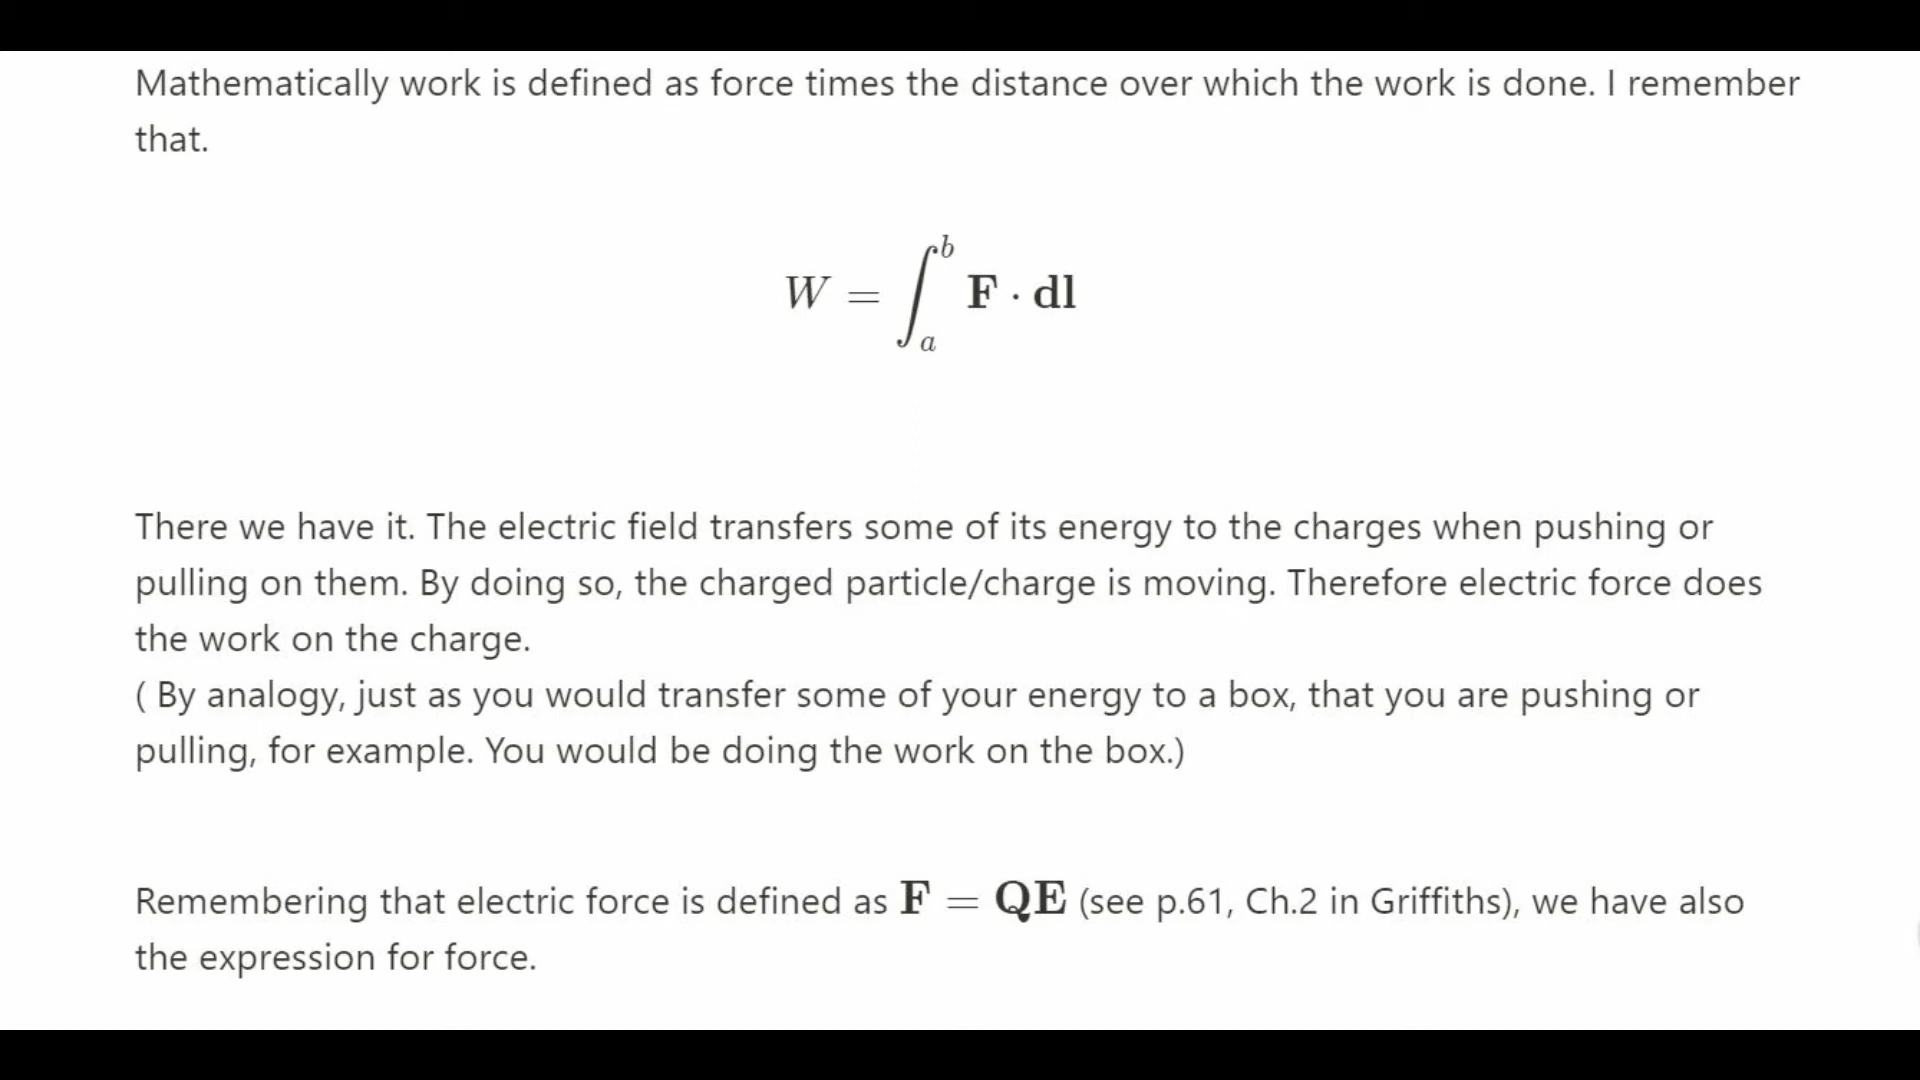 Mathematically work is defined as force times the distance over which the work is done. I remember
that.
W = ∫_a^b F · dl
There we have it. The electric field transfers some of its energy to the charges when pushing or
pulling on them. By doing so, the charged particle/charge is moving. Therefore electric force does
the work on the charge.
( By analogy, just as you would transfer some of your energy to a box, that you are pushing or
pulling, for example. You would be doing the work on the box.)
Remembering that electric force is defined as F = QE (see p.61, Ch.2 in Griffiths), we have also
the expression for force.